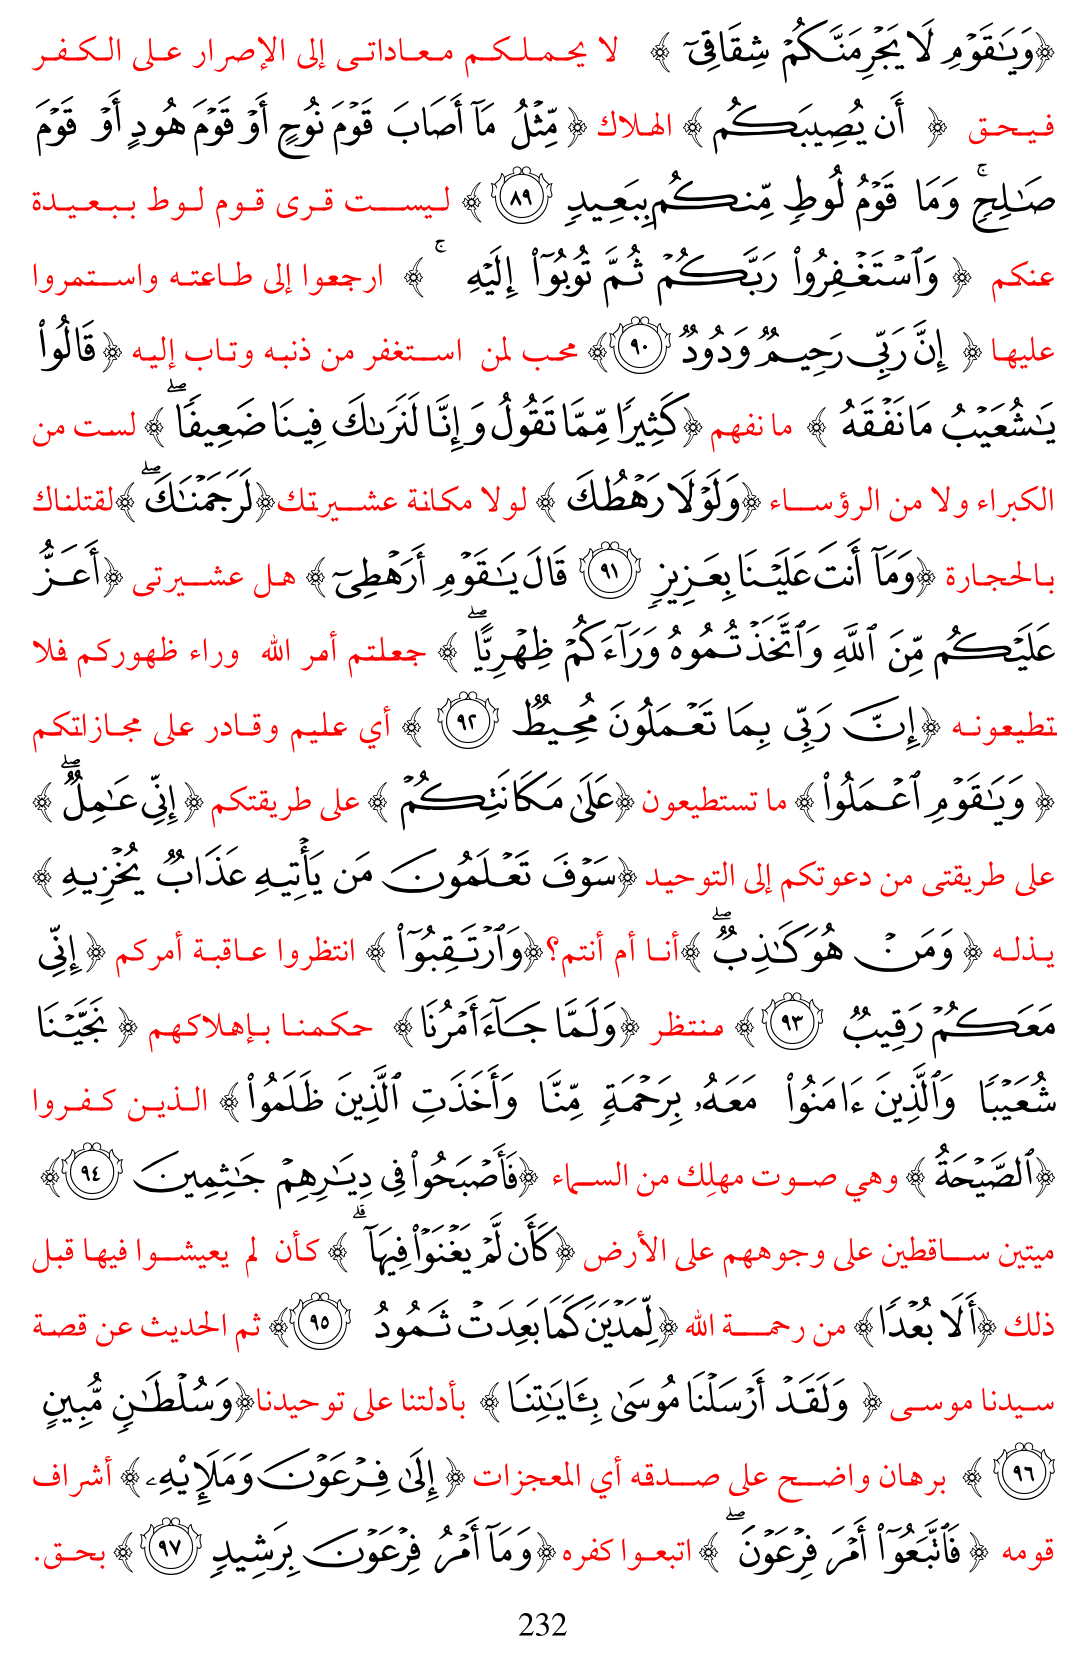 ﴿وَيَٰقَوۡمِ لَا يَجۡرِمَنَّكُمۡ شِقَاقِيٓ ﴾ لا يحملكم معاداتى إلى الإصرار على الكفر
فيحق ﴿ أَن يُصِيبَكُم ﴾ الهلاك ﴿ مِّثۡلُ مَآ أَصَابَ قَوۡمَ نُوحٍ أَوۡ قَوۡمَ هُودٍ أَوۡ قَوۡمَ
صَٰلِحٖۚ وَمَا قَوۡمُ لُوطٖ مِّنكُم بِبَعِيدٖ ٨٩ ﴾ ليست قرى قوم لوط ببعيدة
عنكم ﴿ وَٱسۡتَغۡفِرُواْ رَبَّكُمۡ ثُمَّ تُوبُوٓاْ إِلَيۡهِۚ ﴾ ارجعوا إلى طاعته واستمروا
عليها ﴿ إِنَّ رَبِّي رَحِيمٞ وَدُودٞ ٩٠ ﴾ محب لمن استغفر من ذنبه وتاب إليه ﴿ قَالُواْ
يَٰشُعَيۡبُ مَا نَفۡقَهُ ﴾ ما نفهم ﴿كَثِيرٗا مِّمَّا تَقُولُ وَإِنَّا لَنَرَىٰكَ فِينَا ضَعِيفٗاۖ ﴾ لست من
الكبراء ولا من الرؤساء ﴿وَلَوۡلَا رَهۡطُكَ ﴾ لولا مكانة عشيرتك ﴿لَرَجَمۡنَٰكَۖ ﴾ لقتلناك
بالحجارة ﴿وَمَآ أَنتَ عَلَيۡنَا بِعَزِيزٖ ٩١ قَالَ يَٰقَوۡمِ أَرَهۡطِيٓ ﴾ هل عشيرتى ﴿ أَعَزُّ
عَلَيۡكُم مِّنَ ٱللَّهِ وَٱتَّخَذۡتُمُوهُ وَرَآءَكُمۡ ظِهۡرِيًّاۖ ﴾ جعلتم أمر الله وراء ظهوركم فلا
تطيعونه ﴿إِنَّ رَبِّي بِمَا تَعۡمَلُونَ مُحِيطٞ ٩٢ ﴾ أي عليم وقادر على مجازاتكم
﴿ وَيَٰقَوۡمِ ٱعۡمَلُواْ ﴾ ما تستطيعون ﴿عَلَىٰ مَكَانَتِكُمۡ ﴾ على طريقتكم ﴿ إِنِّي عَٰمِلٞۖ ﴾
على طريقتى من دعوتكم إلى التوحيد ﴿سَوۡفَ تَعۡلَمُونَ مَن يَأۡتِيهِ عَذَابٞ يُخۡزِيهِ ﴾
يذله ﴿ وَمَنۡ هُوَ كَٰذِبٞۖ ﴾ أنا أم أنتم؟ ﴿وَٱرۡتَقِبُوٓاْ ﴾ انتظروا عاقبة أمركم ﴿ إِنِّي
مَعَكُمۡ رَقِيبٞ ٩٣ ﴾ منتظر ﴿وَلَمَّا جَآءَ أَمۡرُنَا ﴾ حكمنا بإهلاكهم ﴿ نَجَّيۡنَا
شُعَيۡبٗا وَٱلَّذِينَ ءَامَنُواْ مَعَهُۥ بِرَحۡمَةٖ مِّنَّا وَأَخَذَتِ ٱلَّذِينَ ظَلَمُواْ ﴾ الذين كفروا
﴿ٱلصَّيۡحَةُ ﴾ وهي صوت مهلِك من السماء ﴿فَأَصۡبَحُواْ فِي دِيَٰرِهِمۡ جَٰثِمِينَ ٩٤﴾
ميتين ساقطين على وجوههم على الأرض ﴿كَأَن لَّمۡ يَغۡنَوۡاْ فِيهَآۗ ﴾ كأن لم يعيشوا فيها قبل
ذلك ﴿أَلَا بُعۡدٗا﴾ من رحمة الله ﴿لِّمَدۡيَنَ كَمَا بَعِدَتۡ ثَمُودُ ٩٥﴾ ثم الحديث عن قصة
سيدنا موسى ﴿ وَلَقَدۡ أَرۡسَلۡنَا مُوسَىٰ بِـَٔايَٰتِنَا ﴾ بأدلتنا على توحيدنا ﴿وَسُلۡطَٰنٖ مُّبِينٍ
٩٦ ﴾ برهان واضح على صدقه أي المعجزات ﴿ إِلَىٰ فِرۡعَوۡنَ وَمَلَإِيْهِۦ ﴾ أشراف
قومه ﴿ فَٱتَّبَعُوٓاْ أَمۡرَ فِرۡعَوۡنَۖ ﴾ اتبعوا كفره ﴿وَمَآ أَمۡرُ فِرۡعَوۡنَ بِرَشِيدٖ ٩٧ ﴾ بحق.
232